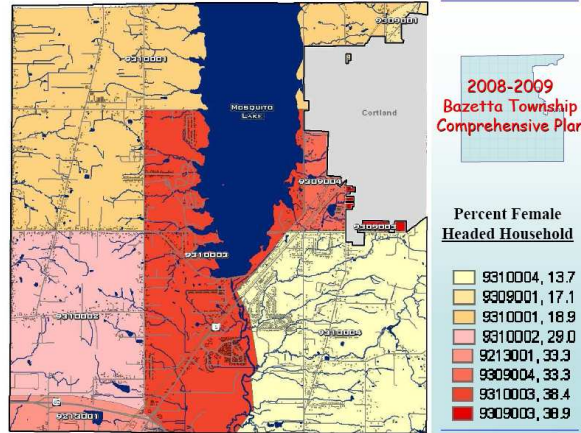 9309001
9310001
MOSQUITO
LAKE
Cortland
9309004
9309003
9310003
9310002
9310004
9213001
2008-2009
Bazetta Township
Comprehensive Plan
Percent Female
Headed Household
9310004, 13.7
9309001, 17.1
9310001, 18.9
9310002, 29.0
9213001, 33.3
9309004, 33.3
9310003, 38.4
9309003, 38.9